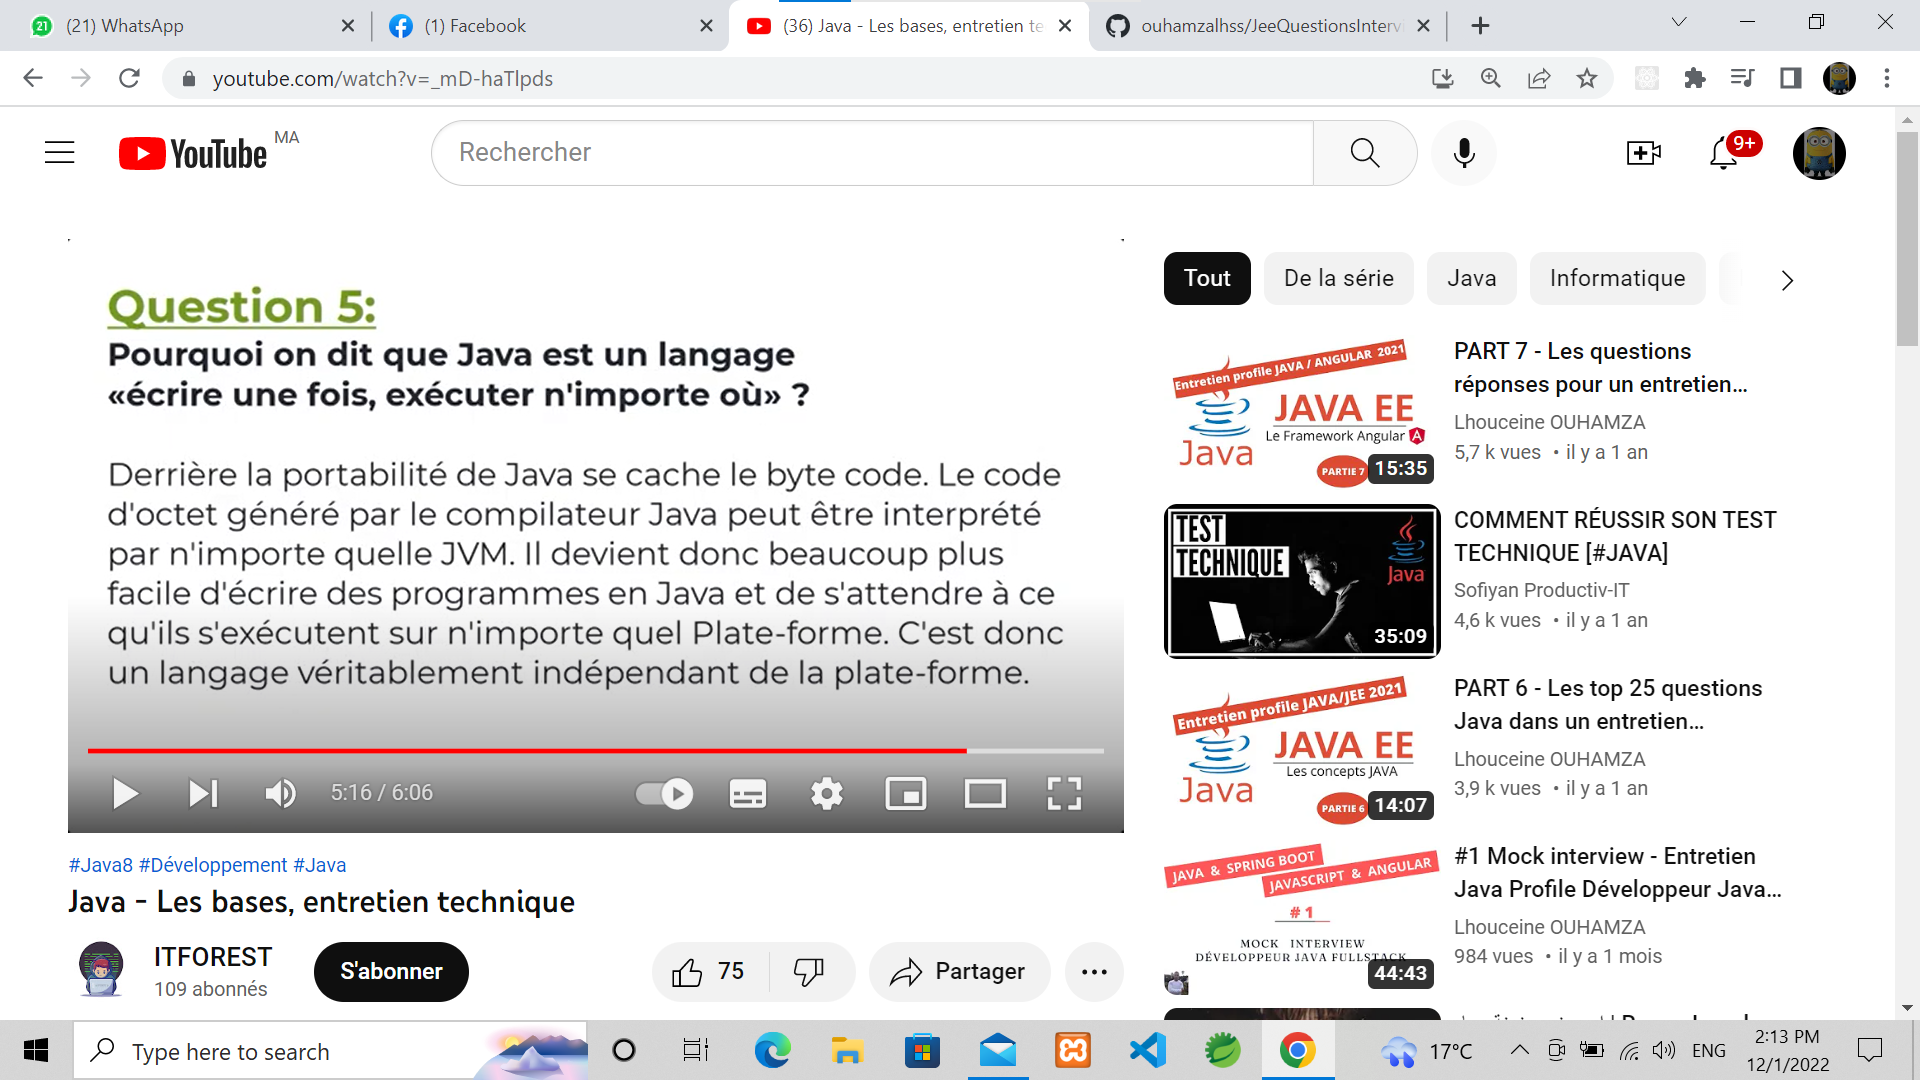 21
(21) WhatsApp
(1) Facebook
(36) Java - Les bases, entretien te
ouhamzalhss/JeeQuestionsIntervi
youtube.com/watch?v=_mD-haTlpds
YouTube MA
Rechercher
9+
Question 5:
Pourquoi on dit que Java est un langage
«écrire une fois, exécuter n'importe où» ?
Derrière la portabilité de Java se cache le byte code. Le code
d'octet généré par le compilateur Java peut être interprété
par n'importe quelle JVM. Il devient donc beaucoup plus
facile d'écrire des programmes en Java et de s'attendre à ce
qu'ils s'exécutent sur n'importe quel Plate-forme. C'est donc
un langage véritablement indépendant de la plate-forme.
5:16 / 6:06
#Java8 #Développement #Java
Java - Les bases, entretien technique
ITFOREST
109 abonnés
S'abonner
75
Partager
Tout
De la série
Java
Informatique
Entretien profile JAVA / ANGULAR 2021
JAVA EE
Le Framework Angular
Java
PARTIE 7
15:35
PART 7 - Les questions
réponses pour un entretien...
Lhouceine OUHAMZA
5,7 k vues • il y a 1 an
TEST
TECHNIQUE
Java
35:09
COMMENT RÉUSSIR SON TEST
TECHNIQUE [#JAVA]
Sofiyan Productiv-IT
4,6 k vues • il y a 1 an
Entretien profile JAVA/JEE 2021
JAVA EE
Les concepts JAVA
Java
PARTIE 6
14:07
PART 6 - Les top 25 questions
Java dans un entretien...
Lhouceine OUHAMZA
3,9 k vues • il y a 1 an
JAVA & SPRING BOOT
JAVASCRIPT & ANGULAR
# 1
MOCK INTERVIEW
DÉVELOPPEUR JAVA FULLSTACK
44:43
#1 Mock interview - Entretien
Java Profile Développeur Java...
Lhouceine OUHAMZA
984 vues • il y a 1 mois
Type here to search
17°C
ENG
2:13 PM
12/1/2022